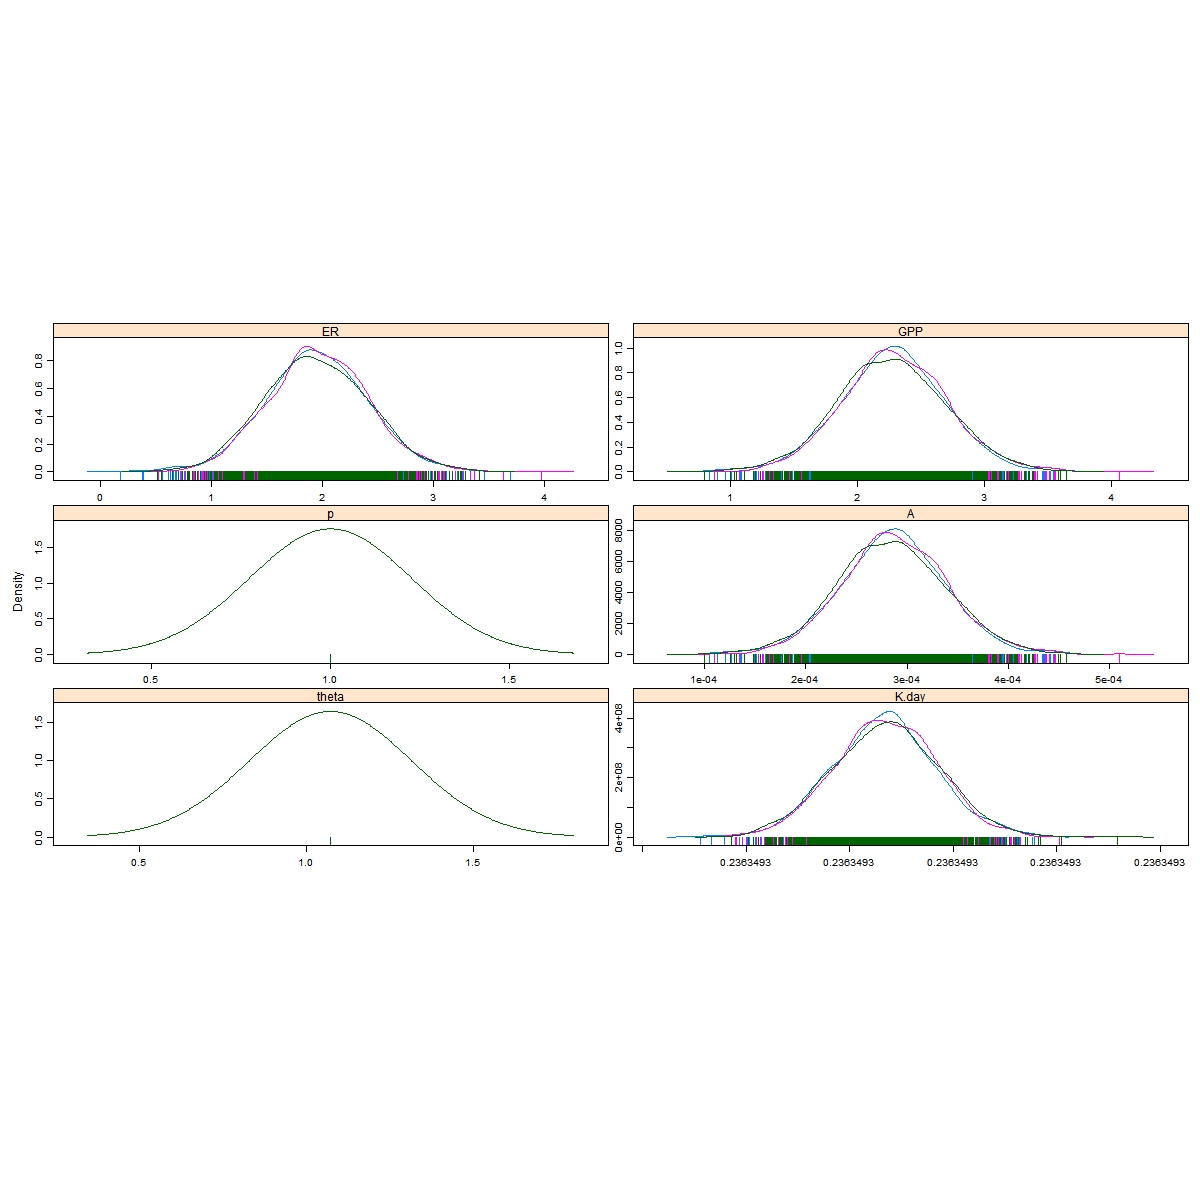 ER
GPP
0.0 0.2 0.4 0.6 0.8
0 1 2 3 4
0.0 0.2 0.4 0.6 0.8 1.0
1 2 3 4
p
A
Density
0.0 0.5 1.0 1.5
0.5 1.0 1.5
0 2000 4000 6000 8000
1e-04 2e-04 3e-04 4e-04 5e-04
theta
K.day
0.0 0.5 1.0 1.5
0.5 1.0 1.5
0e+00 2e+08 4e+08
0.2363493 0.2363493 0.2363493 0.2363493 0.2363493